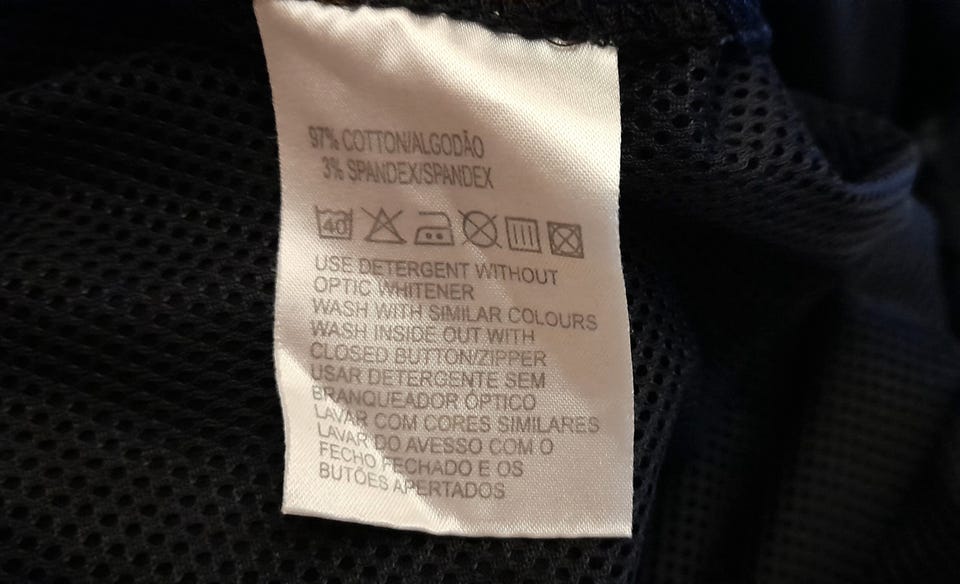 97% COTTON/ALGODÃO
3% SPANDEX/SPANDEX
40
USE DETERGENT WITHOUT
OPTIC WHITENER
WASH WITH SIMILAR COLOURS
WASH INSIDE OUT WITH
CLOSED BUTTON/ZIPPER
USAR DETERGENTE SEM
BRANQUEADOR ÓPTICO
LAVAR COM CORES SIMILARES
LAVAR DO AVESSO COM O
FECHO FECHADO E OS
BUTÕES APERTADOS